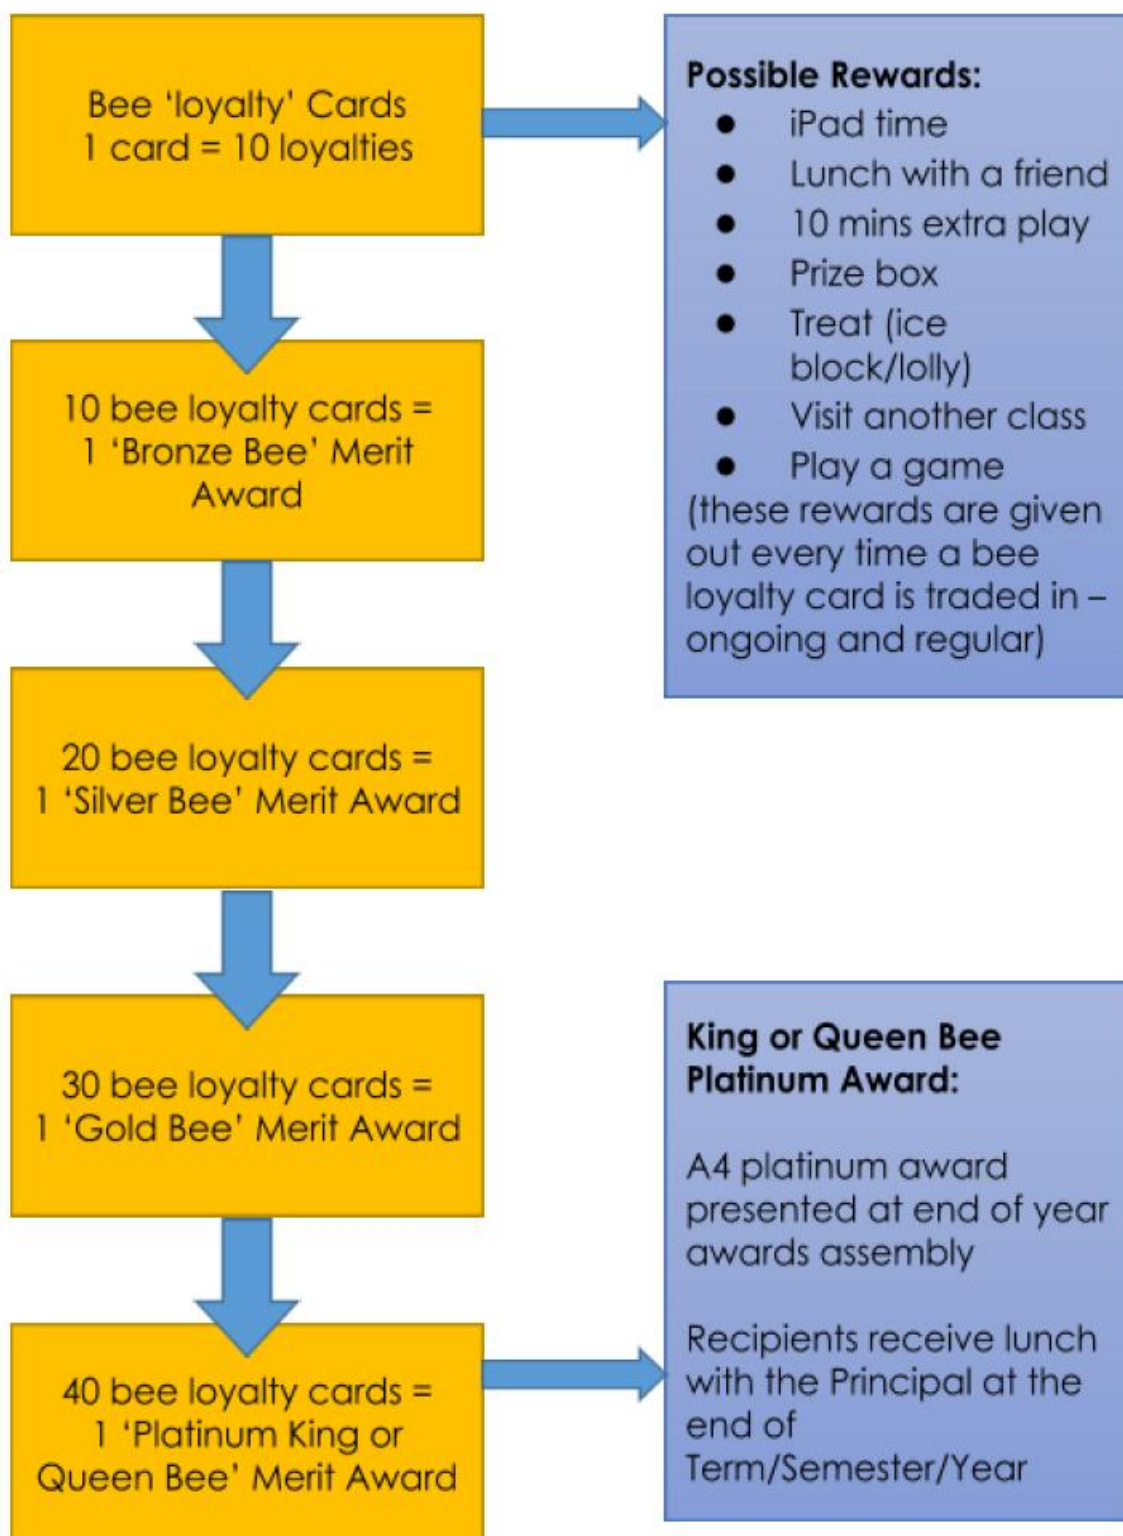 Bee ‘loyalty’ Cards
1 card = 10 loyalties
Possible Rewards:
● iPad time
● Lunch with a friend
● 10 mins extra play
● Prize box
● Treat (ice
block/lolly)
● Visit another class
● Play a game
(these rewards are given
out every time a bee
loyalty card is traded in –
ongoing and regular)
10 bee loyalty cards =
1 ‘Bronze Bee’ Merit
Award
20 bee loyalty cards =
1 ‘Silver Bee’ Merit Award
30 bee loyalty cards =
1 ‘Gold Bee’ Merit Award
40 bee loyalty cards =
1 ‘Platinum King or
Queen Bee’ Merit Award
King or Queen Bee
Platinum Award:
A4 platinum award
presented at end of year
awards assembly
Recipients receive lunch
with the Principal at the
end of
Term/Semester/Year